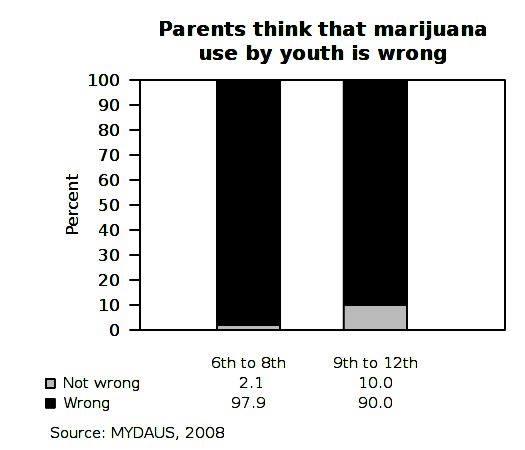 Parents think that marijuana
use by youth is wrong
Percent
100
90
80
70
60
50
40
30
20
10
0
6th to 8th 9th to 12th
Not wrong 2.1 10.0
Wrong 97.9 90.0
Source: MYDAUS, 2008